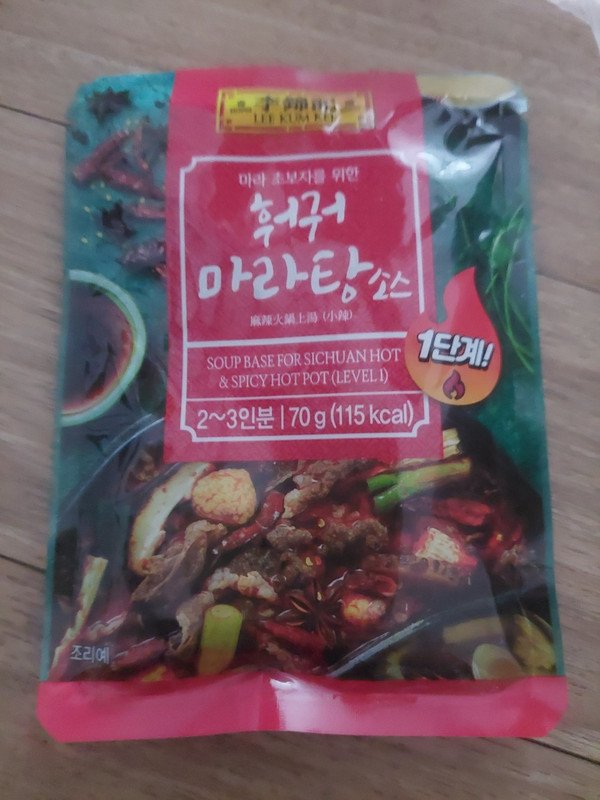 李錦記
LEE KUM KEE
마라 초보자를 위한
훠궈
마라탕 소스
麻辣火鍋上湯 (小辣)
1단계!
SOUP BASE FOR SICHUAN HOT
& SPICY HOT POT (LEVEL 1)
2~3인분 | 70 g (115 kcal)
조리예